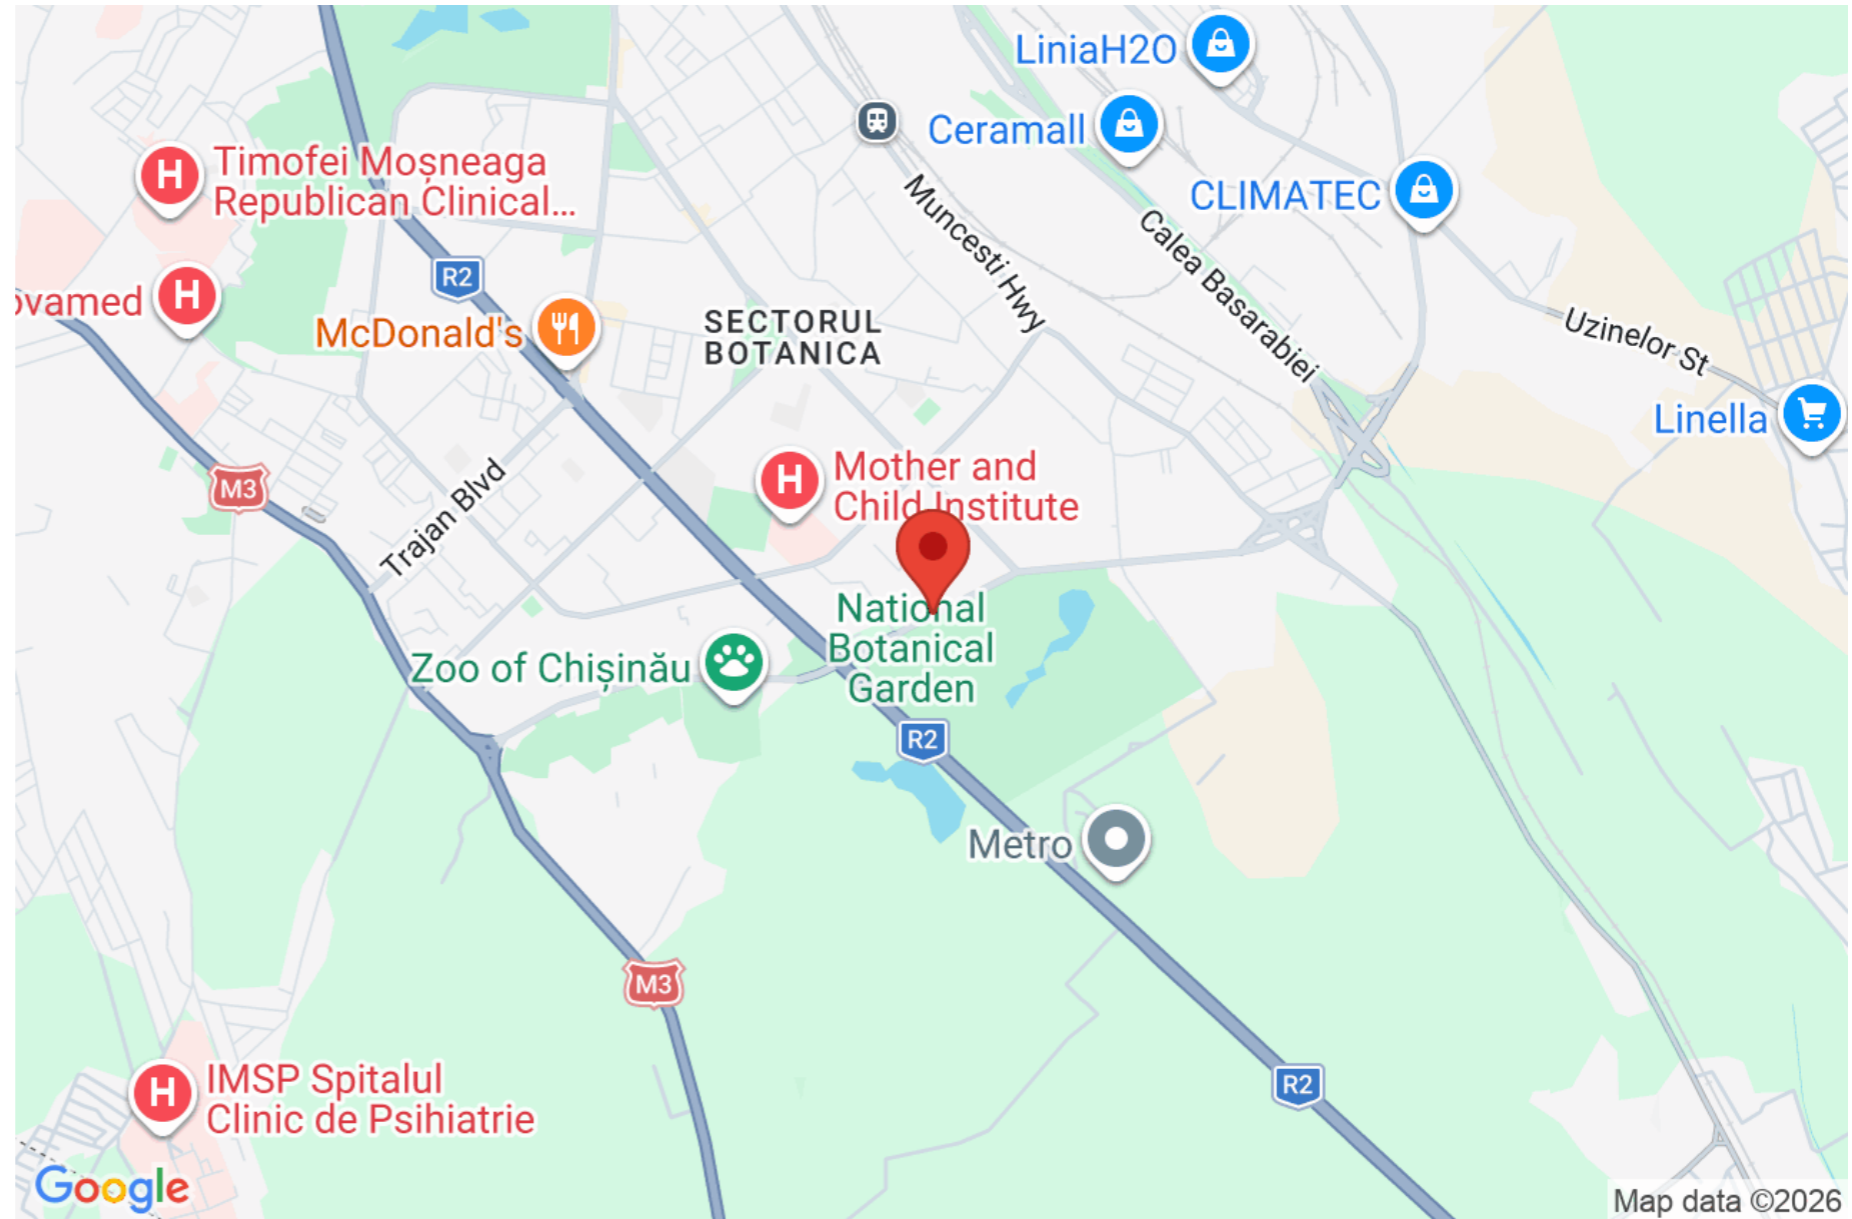 LiniaH2O
Ceramall
Timofei Moșneaga
Republican Clinical...
CLIMATEC
Muncesti Hwy
Calea Basarabiei
R2
ovamed
McDonald's
SECTORUL
BOTANICA
Uzinelor St
Linella
M3
Trajan Blvd
Mother and
Child Institute
National
Botanical
Garden
Zoo of Chișinău
R2
Metro
M3
R2
IMSP Spitalul
Clinic de Psihiatrie
Google
Map data ©2026